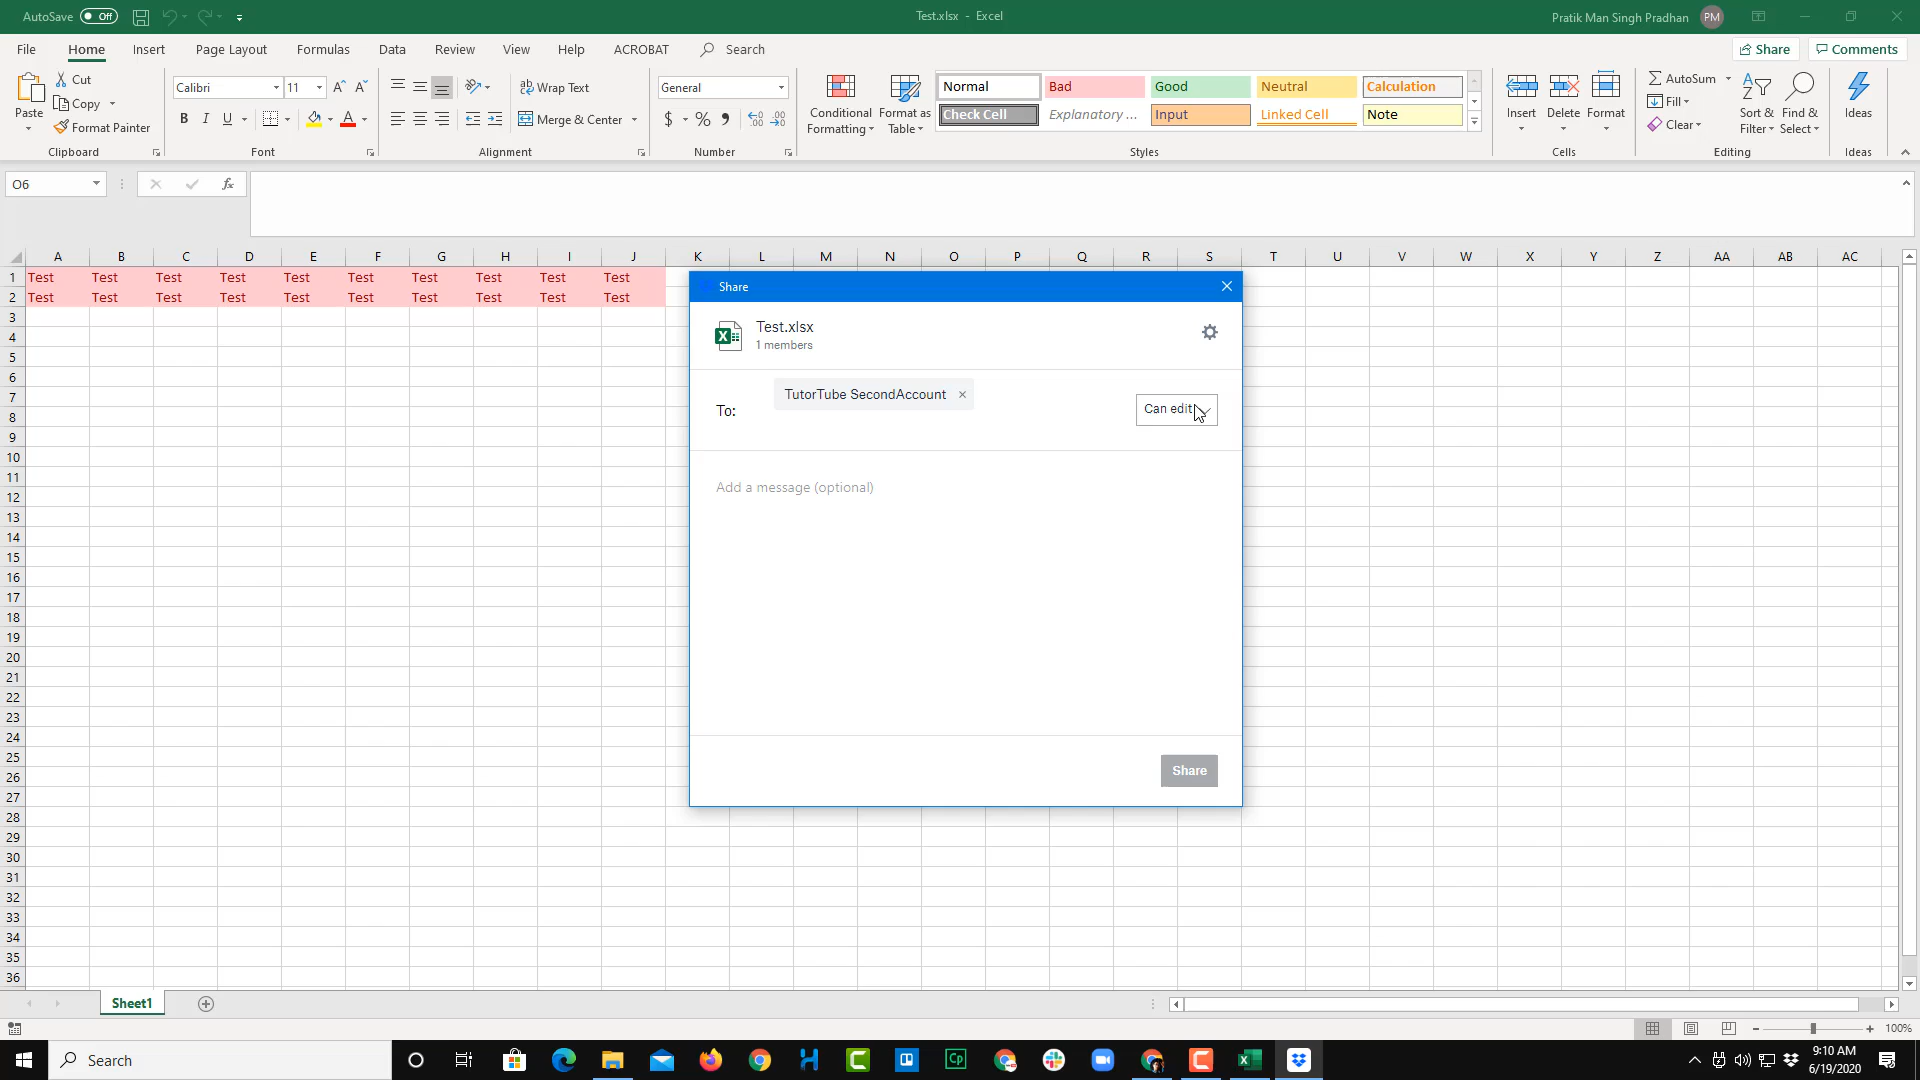 AutoSave Off
Test.xlsx - Excel
Pratik Man Singh Pradhan PM
File Home Insert Page Layout Formulas Data Review View Help ACROBAT Search
Share Comments
Paste
Cut
Copy
Format Painter
Clipboard
Calibri 11
B I U
Font
Wrap Text
Merge & Center
Alignment
General
$ % 9
Number
Conditional Formatting
Format as Table
Normal Bad Good Neutral Calculation
Check Cell Explanatory ... Input Linked Cell Note
Styles
Insert Delete Format
Cells
AutoSum
Fill
Clear
Sort & Filter
Find & Select
Editing
Ideas
Ideas
O6
fx
A B C D E F G H I J K L M N O P Q R S T U V W X Y Z AA AB AC
1 Test Test Test Test Test Test Test Test Test Test
2 Test Test Test Test Test Test Test Test Test Test
3
4
5
6
7
8
9
10
11
12
13
14
15
16
17
18
19
20
21
22
23
24
25
26
27
28
29
30
31
32
33
34
35
36
Share
Test.xlsx
1 members
To: TutorTube SecondAccount ×
Can edit
Add a message (optional)
Share
Sheet1
100%
Search
9:10 AM
6/19/2020